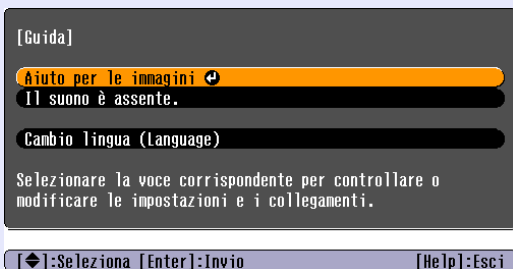 [Guida]
Aiuto per le immagini
Il suono è assente.
Cambio lingua (Language)
Selezionare la voce corrispondente per controllare o
modificare le impostazioni e i collegamenti.
[◆]:Seleziona [Enter]:Invio [Help]:Esci